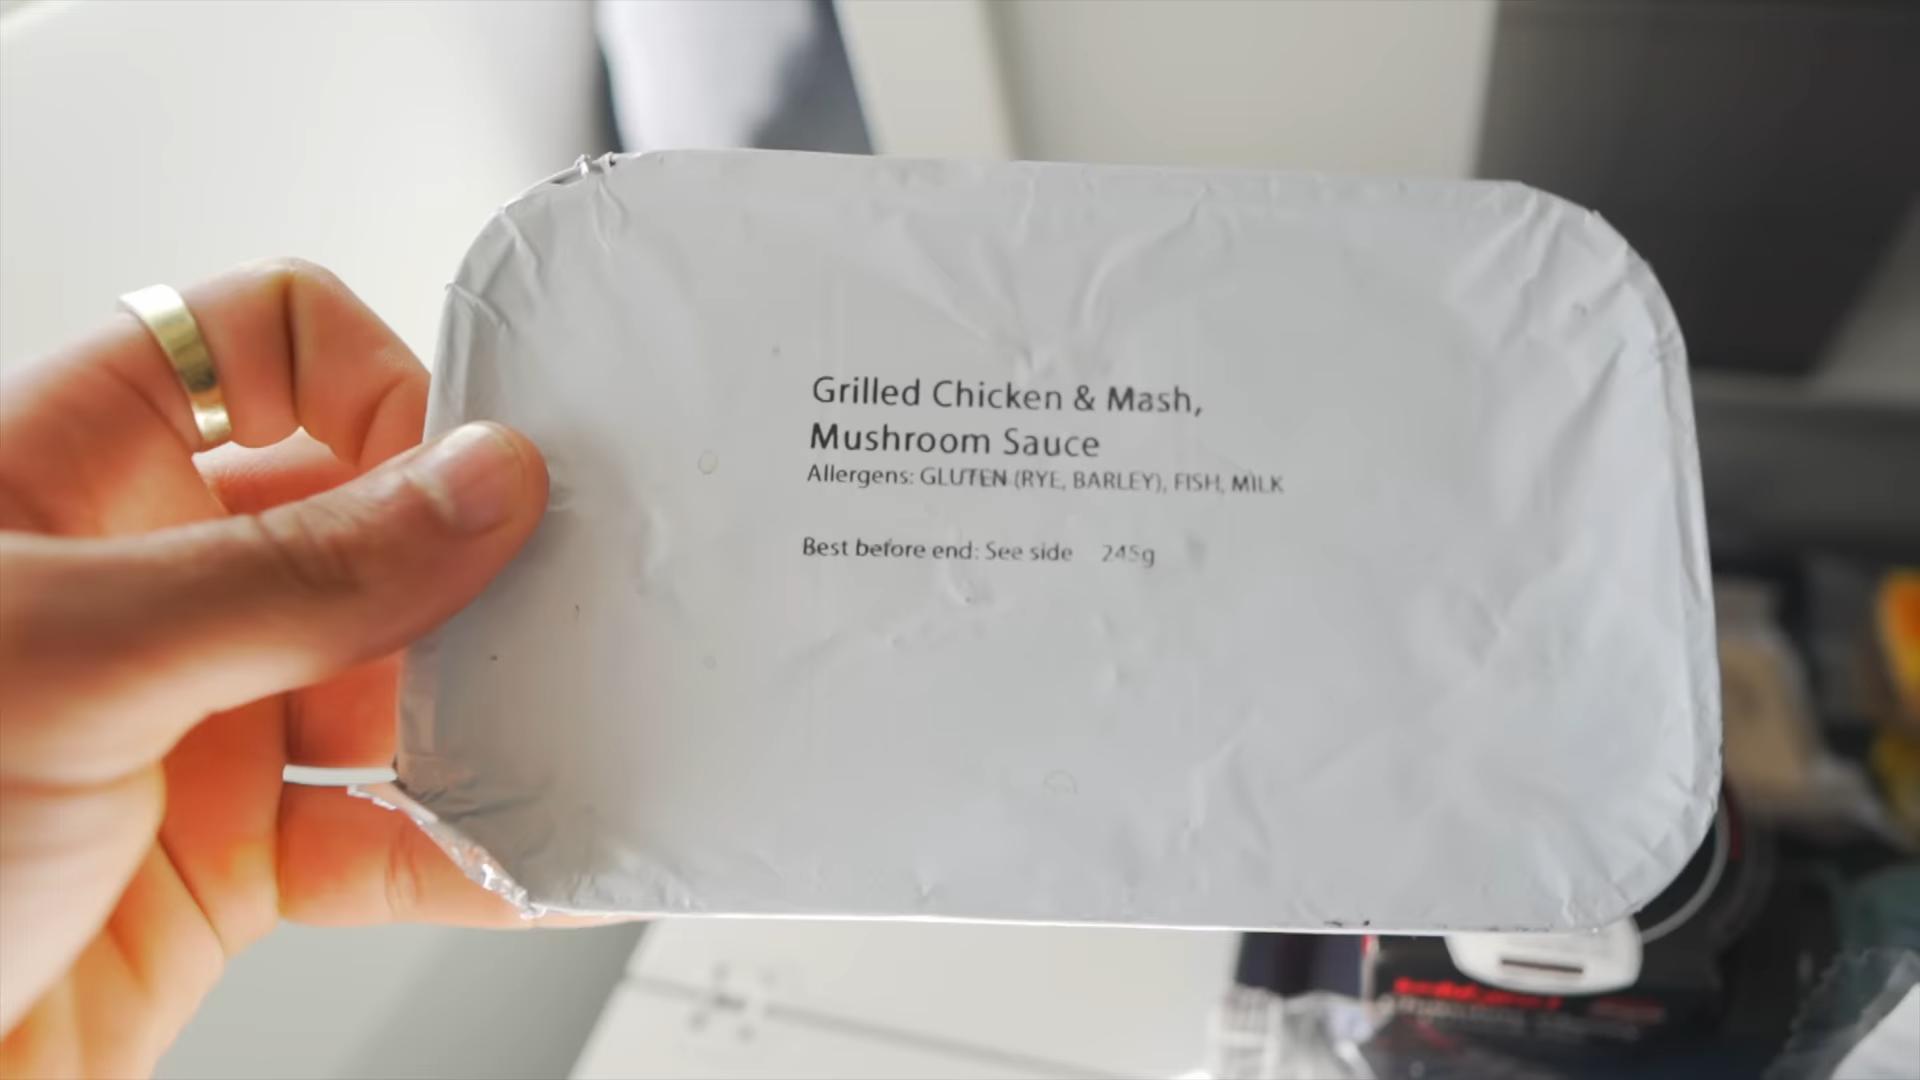 Grilled Chicken & Mash,
Mushroom Sauce
Allergens: GLUTEN (RYE, BARLEY), FISH, MILK
Best before end: See side 245g